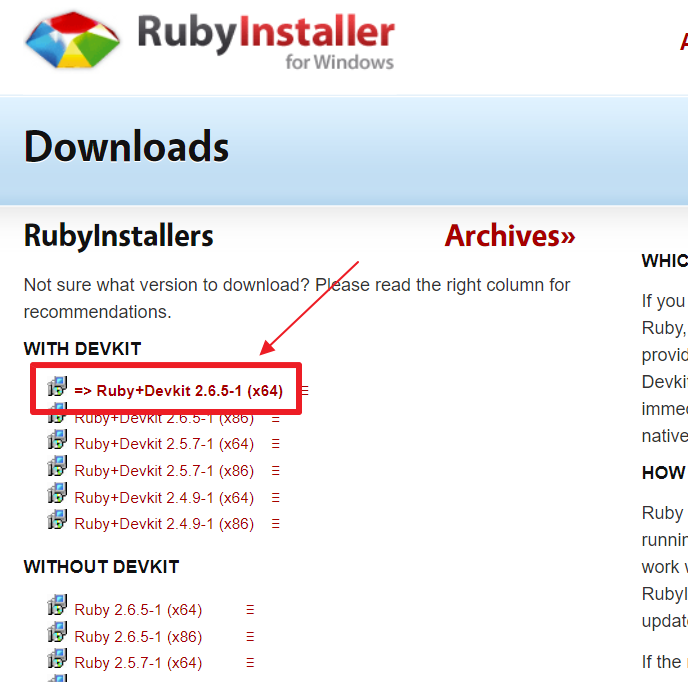 RubyInstaller
for Windows
Downloads
RubyInstallers
Archives»
Not sure what version to download? Please read the right column for
recommendations.
WITH DEVKIT
=> Ruby+Devkit 2.6.5-1 (x64)
Ruby+Devkit 2.6.5-1 (x86)
Ruby+Devkit 2.5.7-1 (x64)
Ruby+Devkit 2.5.7-1 (x86)
Ruby+Devkit 2.4.9-1 (x64)
Ruby+Devkit 2.4.9-1 (x86)
WITHOUT DEVKIT
Ruby 2.6.5-1 (x64)
Ruby 2.6.5-1 (x86)
Ruby 2.5.7-1 (x64)
WHIC
If you
Ruby,
provid
Devki
immed
native
HOW
Ruby
runnin
work
RubyI
updat
If the